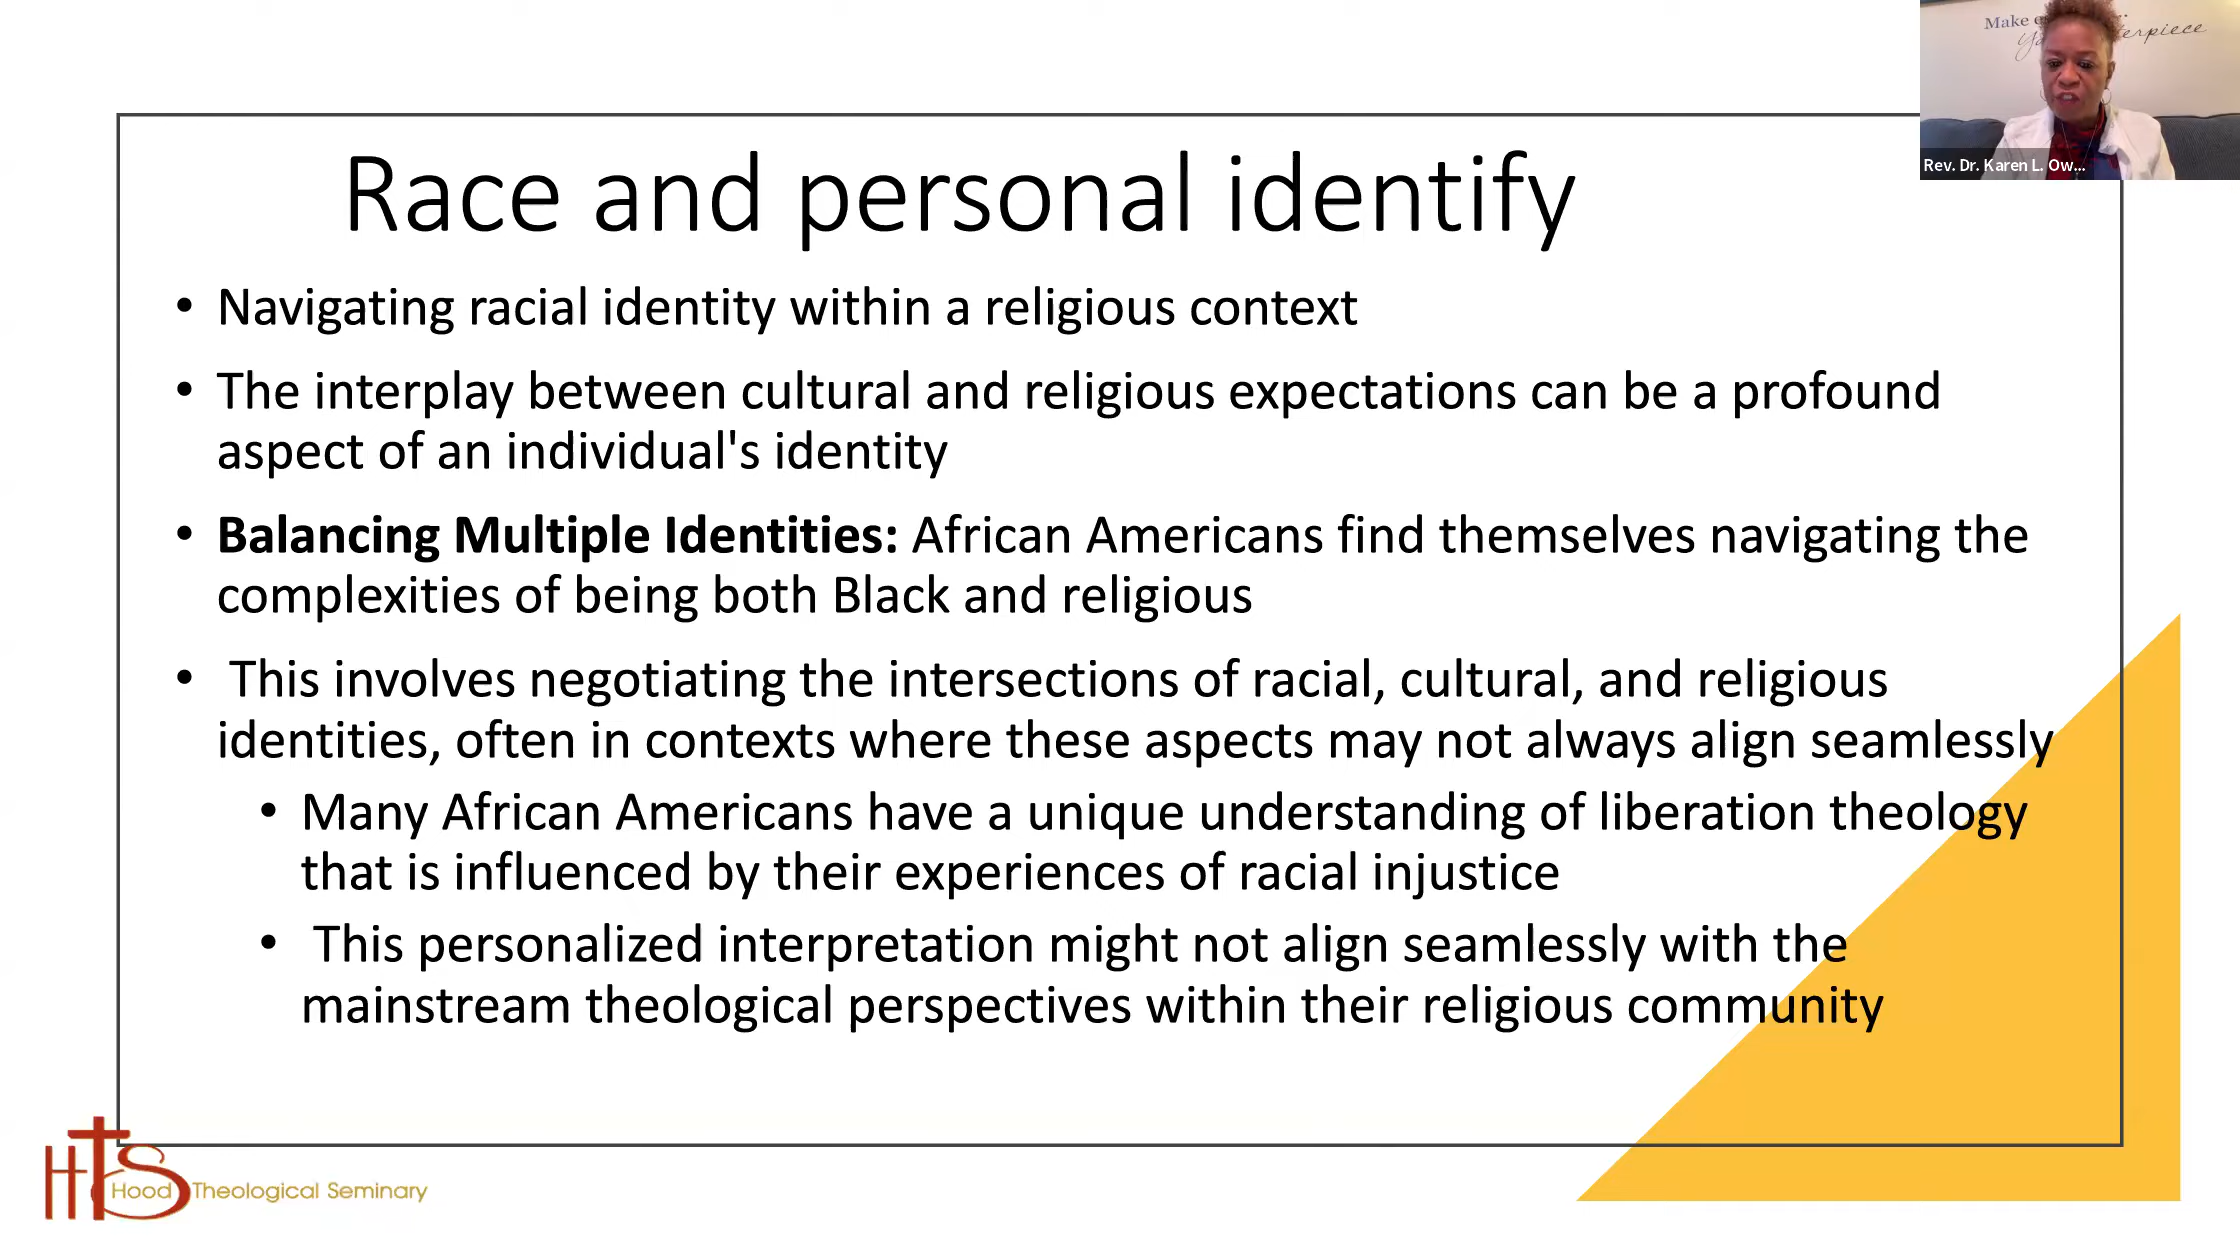 Make
terpiece
Rev. Dr. Karen L. Ow...
Race and personal identify
• Navigating racial identity within a religious context
• The interplay between cultural and religious expectations can be a profound
aspect of an individual's identity
• Balancing Multiple Identities: African Americans find themselves navigating the
complexities of being both Black and religious
• This involves negotiating the intersections of racial, cultural, and religious
identities, often in contexts where these aspects may not always align seamlessly
• Many African Americans have a unique understanding of liberation theology
that is influenced by their experiences of racial injustice
• This personalized interpretation might not align seamlessly with the
mainstream theological perspectives within their religious community
HTS
Hood Theological Seminary